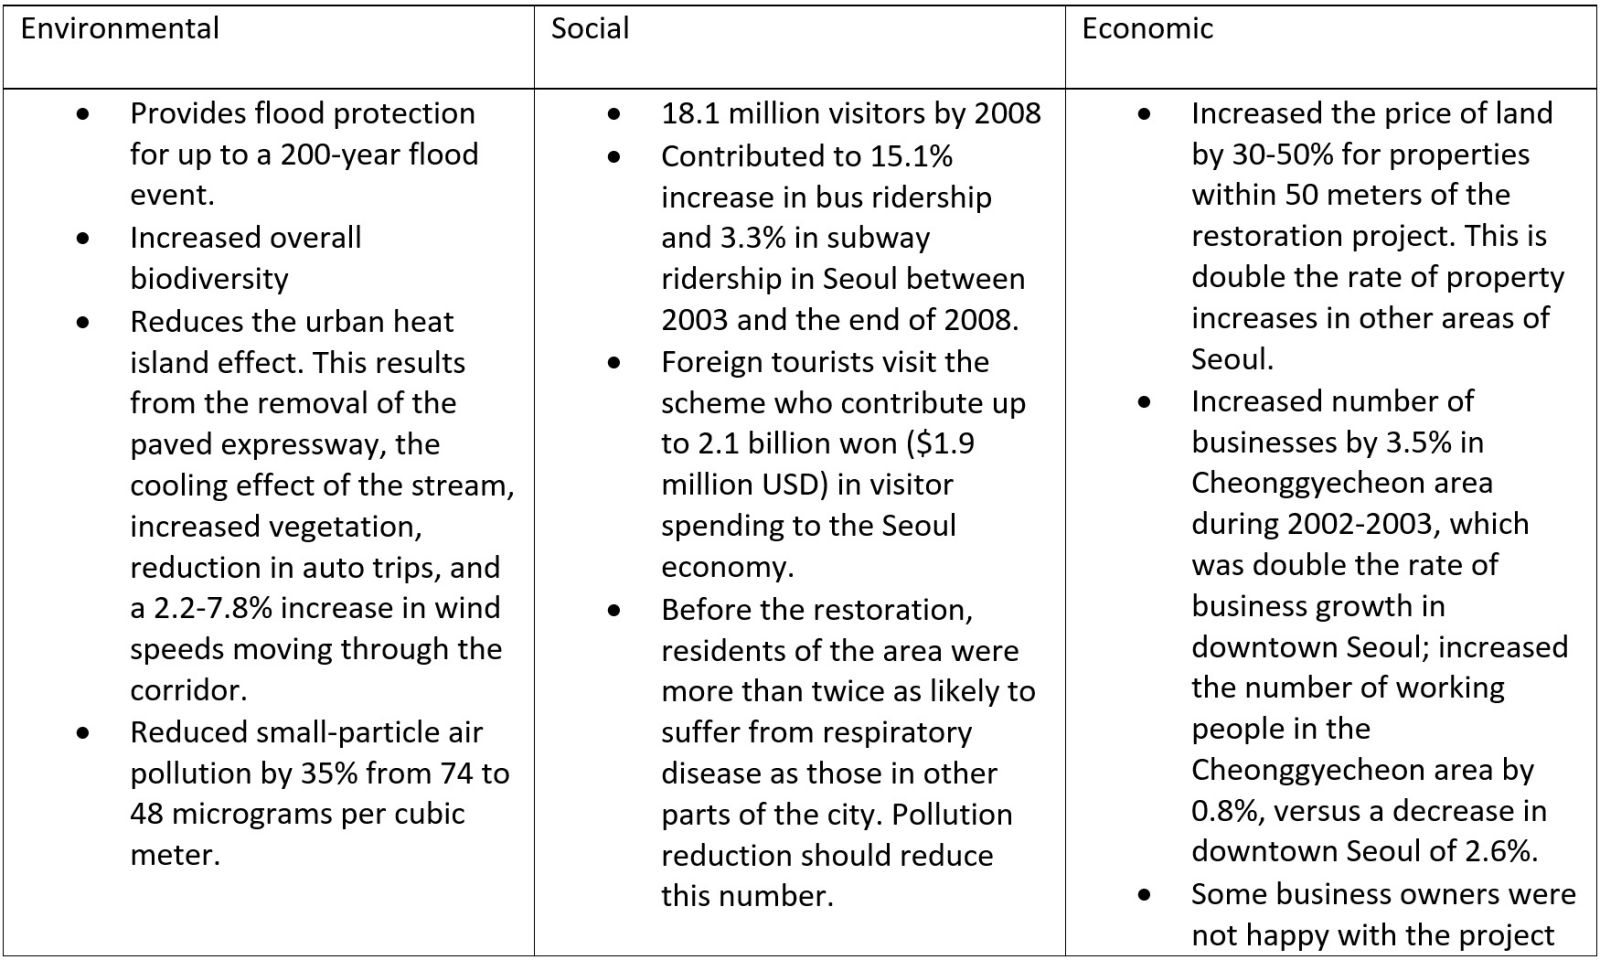 Environmental
Social
Economic
• Provides flood protection
for up to a 200-year flood
event.
• Increased overall
biodiversity
• Reduces the urban heat
island effect. This results
from the removal of the
paved expressway, the
cooling effect of the stream,
increased vegetation,
reduction in auto trips, and
a 2.2-7.8% increase in wind
speeds moving through the
corridor.
• Reduced small-particle air
pollution by 35% from 74 to
48 micrograms per cubic
meter.
• 18.1 million visitors by 2008
• Contributed to 15.1%
increase in bus ridership
and 3.3% in subway
ridership in Seoul between
2003 and the end of 2008.
• Foreign tourists visit the
scheme who contribute up
to 2.1 billion won ($1.9
million USD) in visitor
spending to the Seoul
economy.
• Before the restoration,
residents of the area were
more than twice as likely to
suffer from respiratory
disease as those in other
parts of the city. Pollution
reduction should reduce
this number.
• Increased the price of land
by 30-50% for properties
within 50 meters of the
restoration project. This is
double the rate of property
increases in other areas of
Seoul.
• Increased number of
businesses by 3.5% in
Cheonggyecheon area
during 2002-2003, which
was double the rate of
business growth in
downtown Seoul; increased
the number of working
people in the
Cheonggyecheon area by
0.8%, versus a decrease in
downtown Seoul of 2.6%.
• Some business owners were
not happy with the project